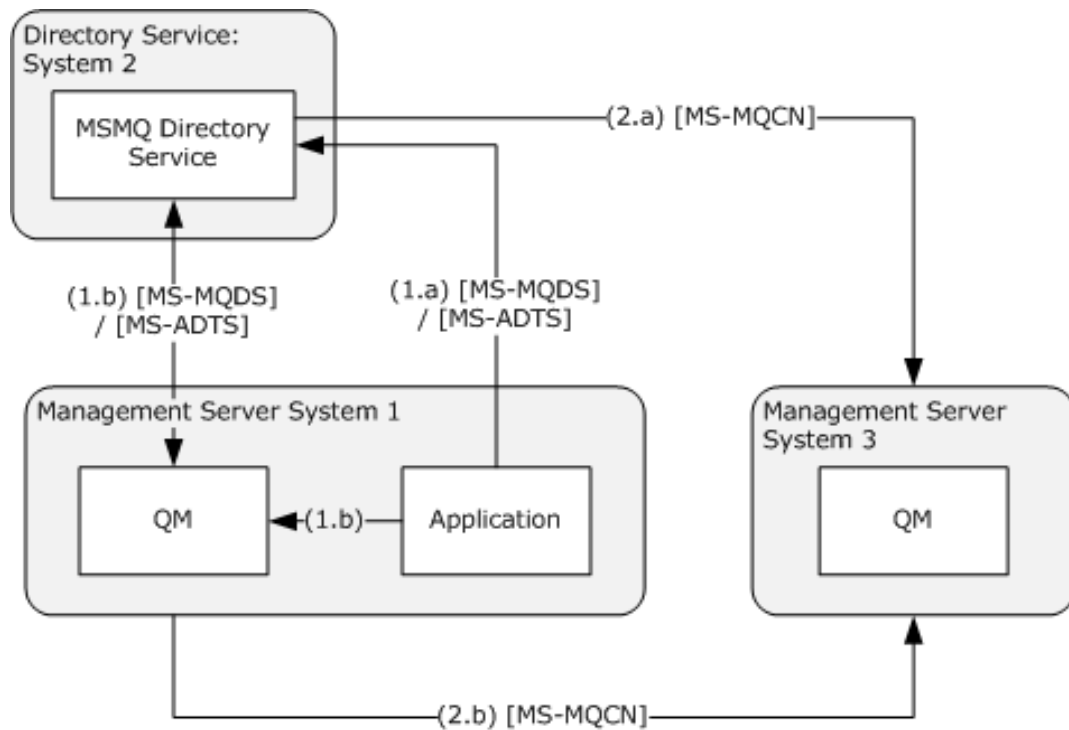 Directory Service:
System 2
MSMQ Directory
Service
(2.a) [MS-MQCN]
(1.b) [MS-MQDS]
/ [MS-ADTS]
(1.a) [MS-MQDS]
/ [MS-ADTS]
Management Server System 1
QM
(1.b)
Application
Management Server
System 3
QM
(2.b) [MS-MQCN]